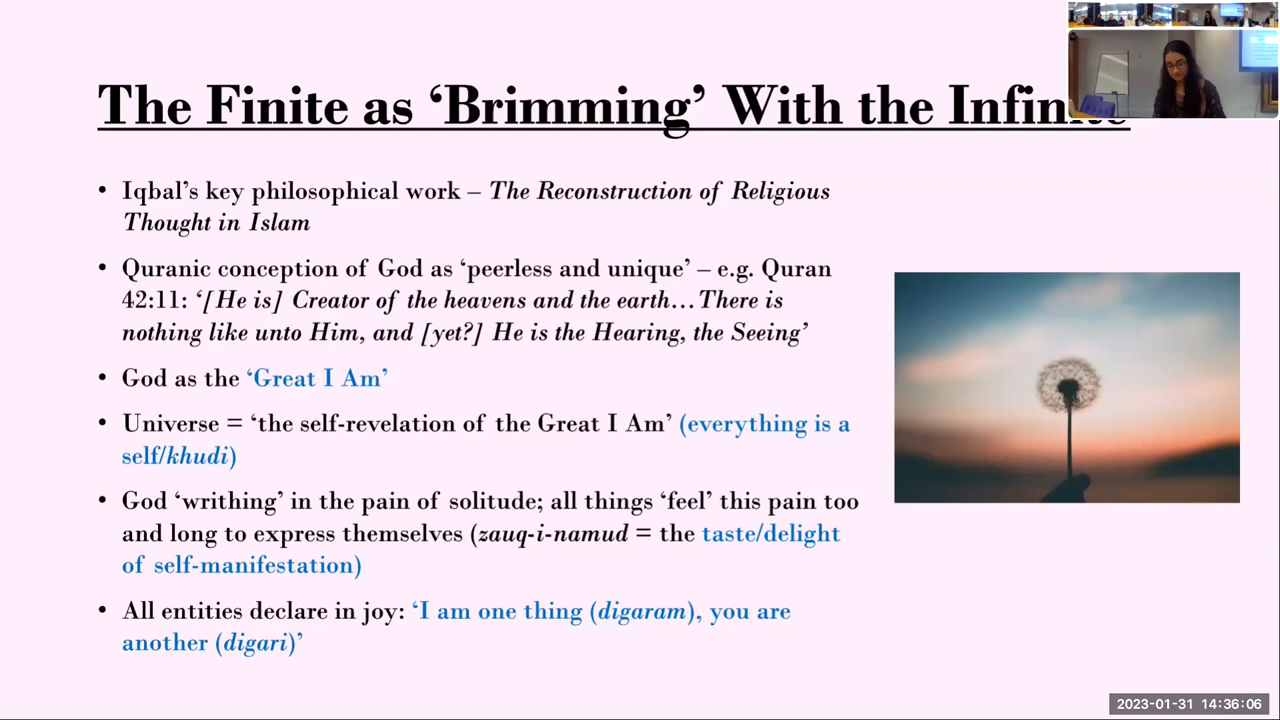 The Finite as ‘Brimming’ With the Infinite
• Iqbal’s key philosophical work – The Reconstruction of Religious
Thought in Islam
• Quranic conception of God as ‘peerless and unique’ – e.g. Quran
42:11: ‘[He is] Creator of the heavens and the earth…There is
nothing like unto Him, and [yet?] He is the Hearing, the Seeing’
• God as the ‘Great I Am’
• Universe = ‘the self-revelation of the Great I Am’ (everything is a
self/khudi)
• God ‘writhing’ in the pain of solitude; all things ‘feel’ this pain too
and long to express themselves (zauq-i-namud = the taste/delight
of self-manifestation)
• All entities declare in joy: ‘I am one thing (digaram), you are
another (digari)’
2023-01-31 14:36:06